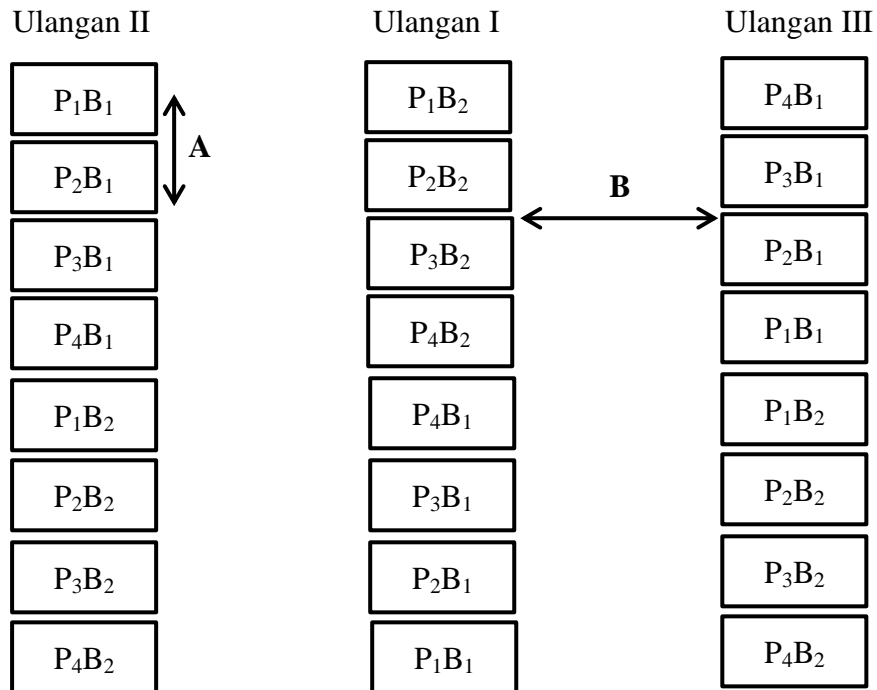 Ulangan II
P₁B₁
P₂B₁
P₃B₁
P₄B₁
P₁B₂
P₂B₂
P₃B₂
P₄B₂
A
Ulangan I
P₁B₂
P₂B₂
P₃B₂
P₄B₂
P₄B₁
P₃B₁
P₂B₁
P₁B₁
B
Ulangan III
P₄B₁
P₃B₁
P₂B₁
P₁B₁
P₁B₂
P₂B₂
P₃B₂
P₄B₂